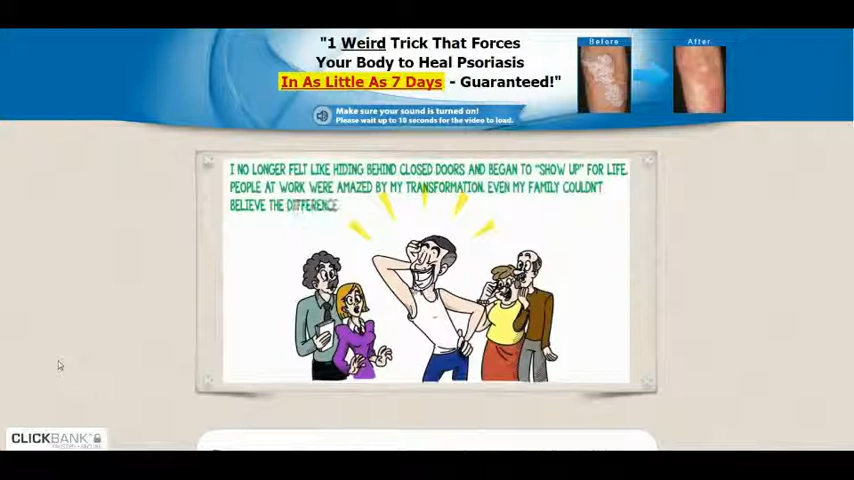 "1 Weird Trick That Forces
Your Body to Heal Psoriasis
In As Little As 7 Days - Guaranteed!"
Before
After
Make sure your sound is turned on!
Please wait up to 10 seconds for the video to load.
I NO LONGER FELT LIKE HIDING BEHIND CLOSED DOORS AND BEGAN TO "SHOW UP" FOR LIFE.
PEOPLE AT WORK WERE AMAZED BY MY TRANSFORMATION. EVEN MY FAMILY COULDN'T
BELIEVE THE DIFFERENCE
CLICKBANK
TRUSTED SECURE